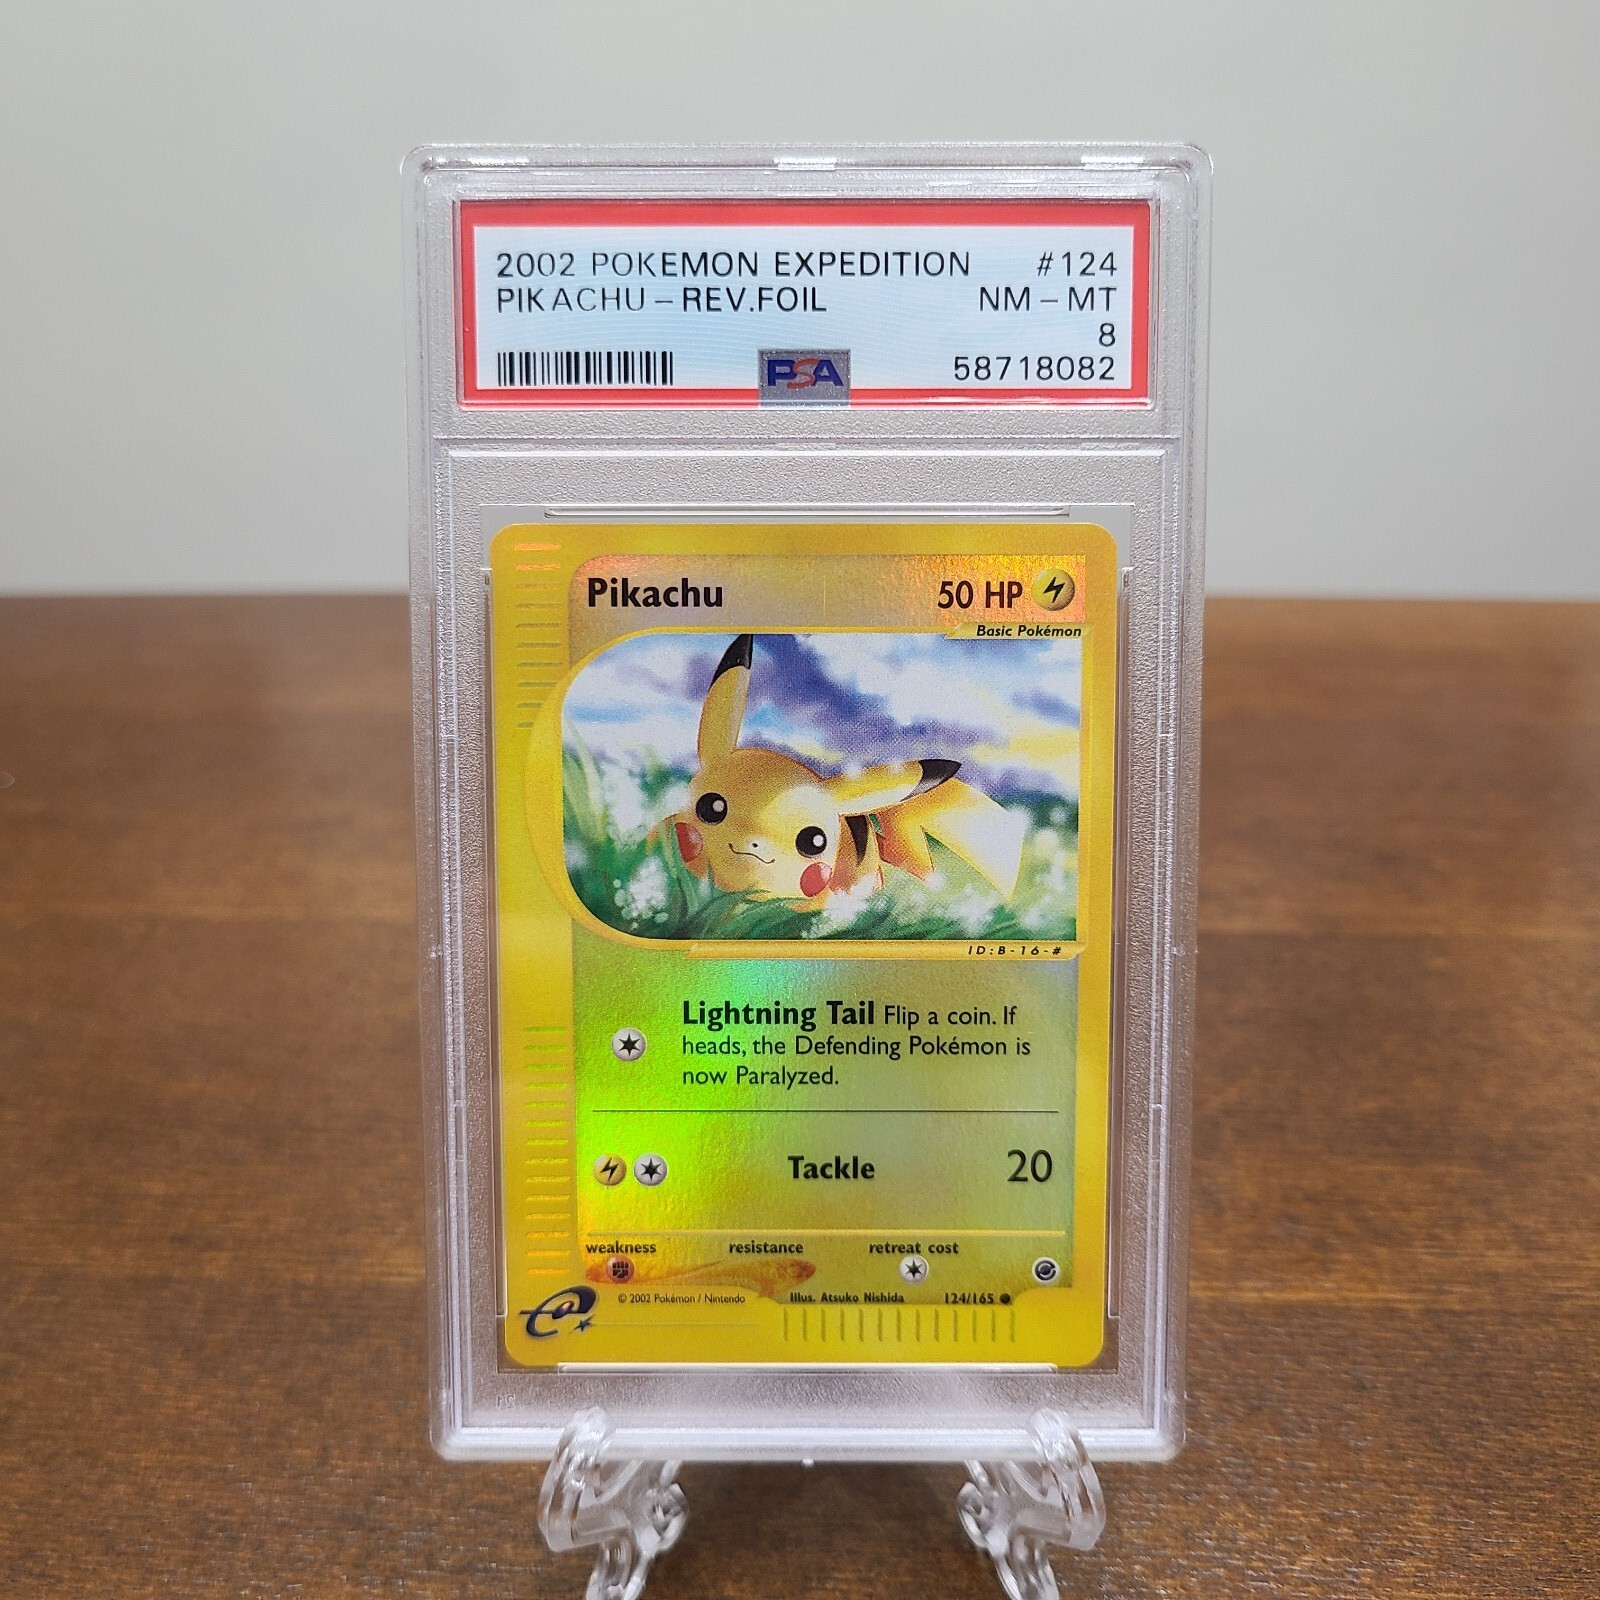 2002 POKEMON EXPEDITION #124
PIKACHU - REV.FOIL NM - MT
8
PSA 58718082
Pikachu 50 HP
Basic Pokémon
ID:B-16-#
Lightning Tail Flip a coin. If
heads, the Defending Pokémon is
now Paralyzed.
Tackle 20
weakness resistance retreat cost
e
© 2002 Pokémon / Nintendo Illus. Atsuko Nishida 124/165